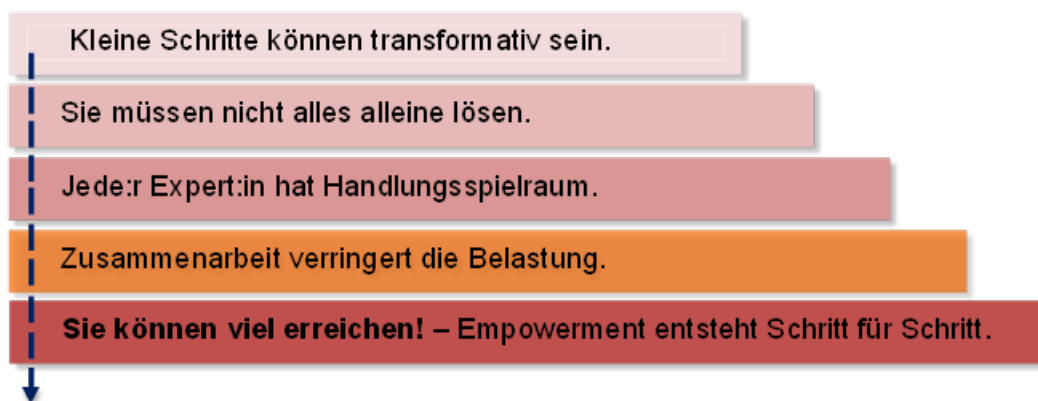 Kleine Schritte können transformativ sein.
Sie müssen nicht alles alleine lösen.
Jede:r Expert:in hat Handlungsspielraum.
Zusammenarbeit verringert die Belastung.
Sie können viel erreichen! – Empowerment entsteht Schritt für Schritt.